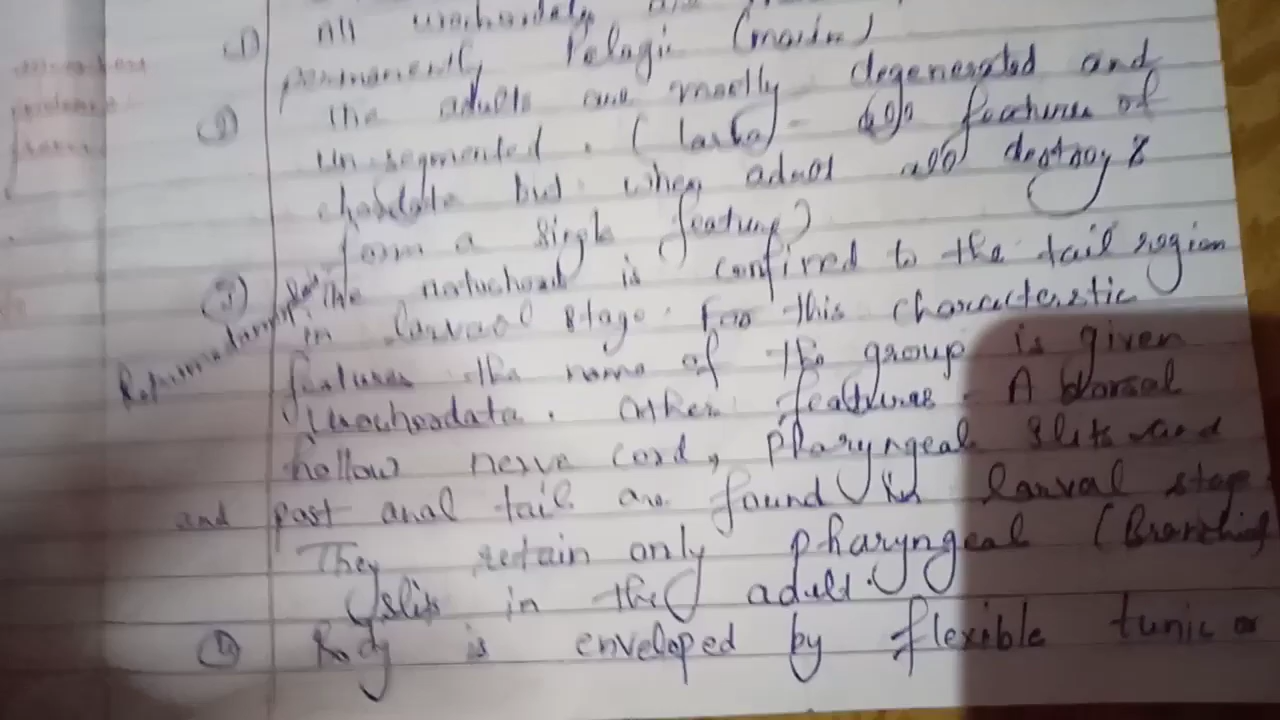 (1) All urochordata are
permanently Pelagic (marine)
(2) The adults are mostly degenerated and
un-segmented. (larva) - features of
chordata but when adult all destroy &
form a single feature)
(3) The notochord is confined to the tail region
in larval stage. For this characterstic
features the name of the group is given
Urochordata. Other features - A Dorsal
hollow nerve cord, Pharyngeal slits and
and post anal tail are found in larval stage.
They retain only pharyngeal (Branchial
slits in the adult.
(4) Body is enveloped by flexible tunic or